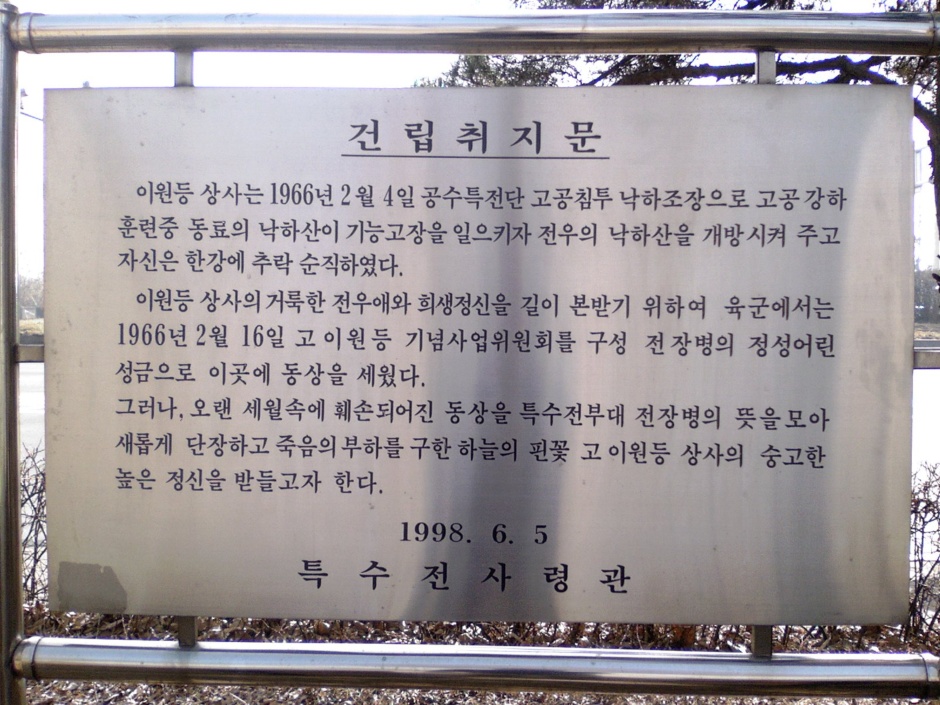 건립취지문
이원등 상사는 1966년 2월 4일 공수특전단 고공침투 낙하조장으로 고공 강하
훈련중 동료의 낙하산이 기능고장을 일으키자 전우의 낙하산을 개방시켜 주고
자신은 한강에 추락 순직하였다.
이원등 상사의 거룩한 전우애와 희생정신을 길이 본받기 위하여 육군에서는
1966년 2월 16일 고 이원등 기념사업위원회를 구성 전장병의 정성어린
성금으로 이곳에 동상을 세웠다.
그러나, 오랜 세월속에 훼손되어진 동상을 특수전부대 전장병의 뜻을 모아
새롭게 단장하고 죽음의 부하를 구한 하늘의 핀꽃 고 이원등 상사의 숭고한
높은 정신을 받들고자 한다.
1998. 6. 5
특수전사령관